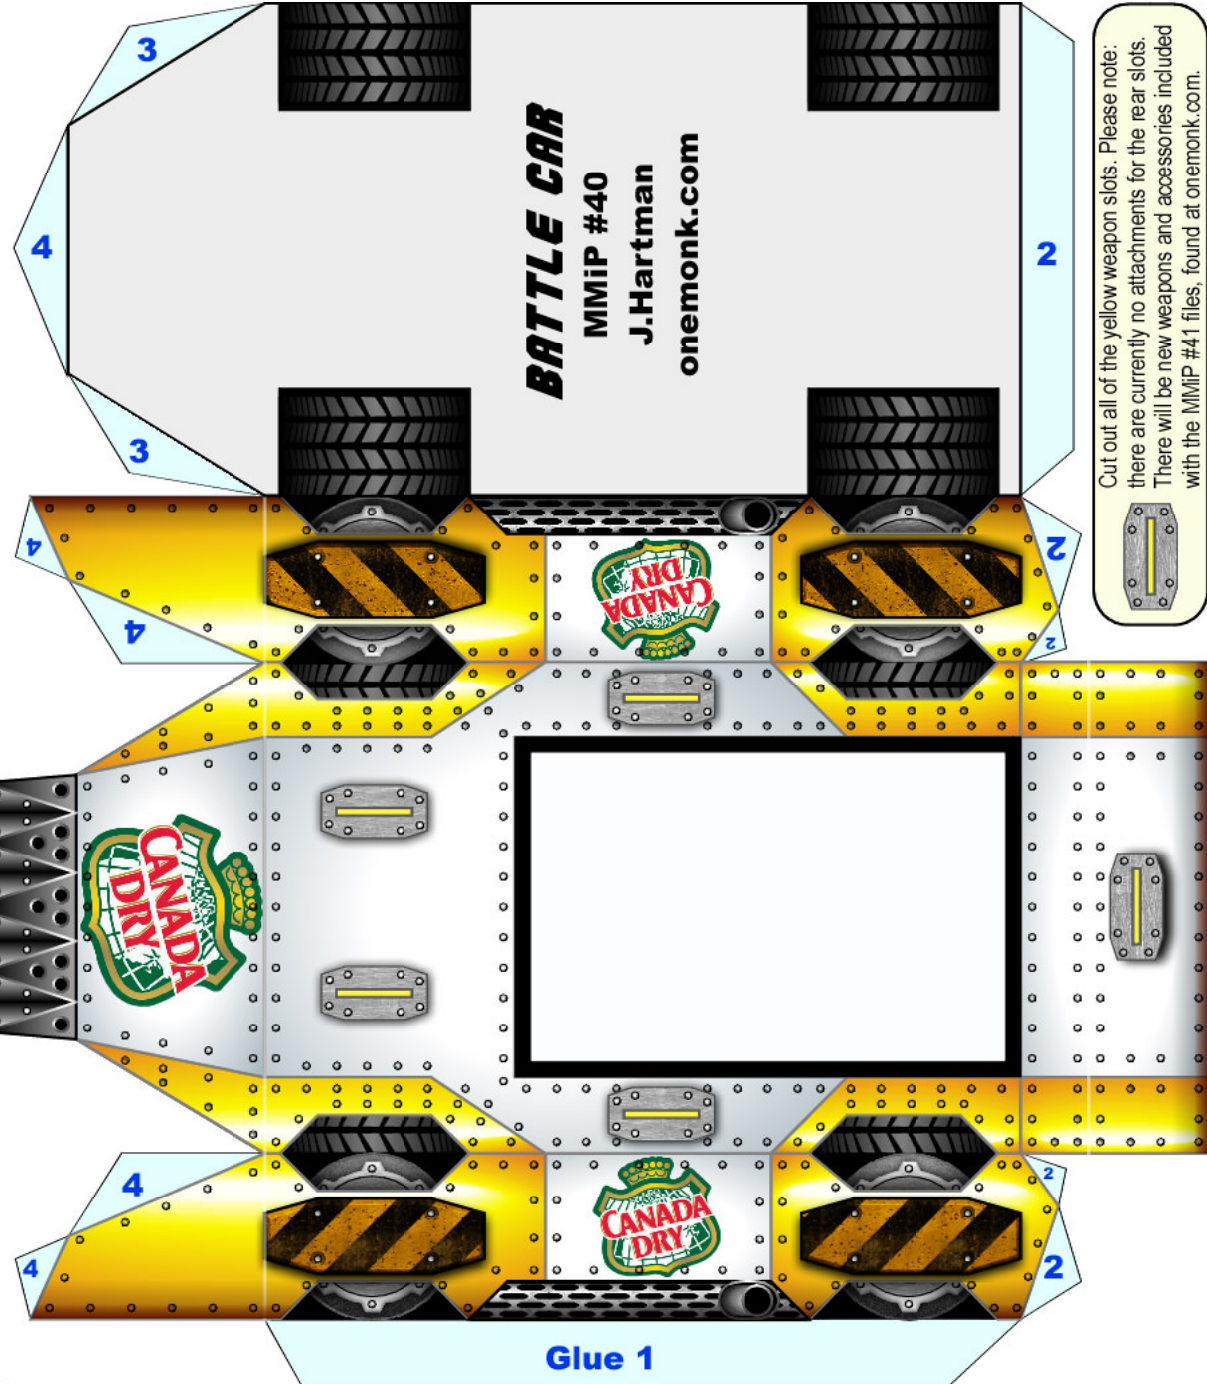 3
4
3
2
BATTLE CAR
MMiP #40
J.Hartman
onemonk.com
Cut out all of the yellow weapon slots. Please note:
there are currently no attachments for the rear slots.
There will be new weapons and accessories included
with the MMiP #41 files, found at onemonk.com.
4
4
2
2
CANADA
DRY
CANADA
DRY
4
4
2
2
CANADA
DRY
Glue 1